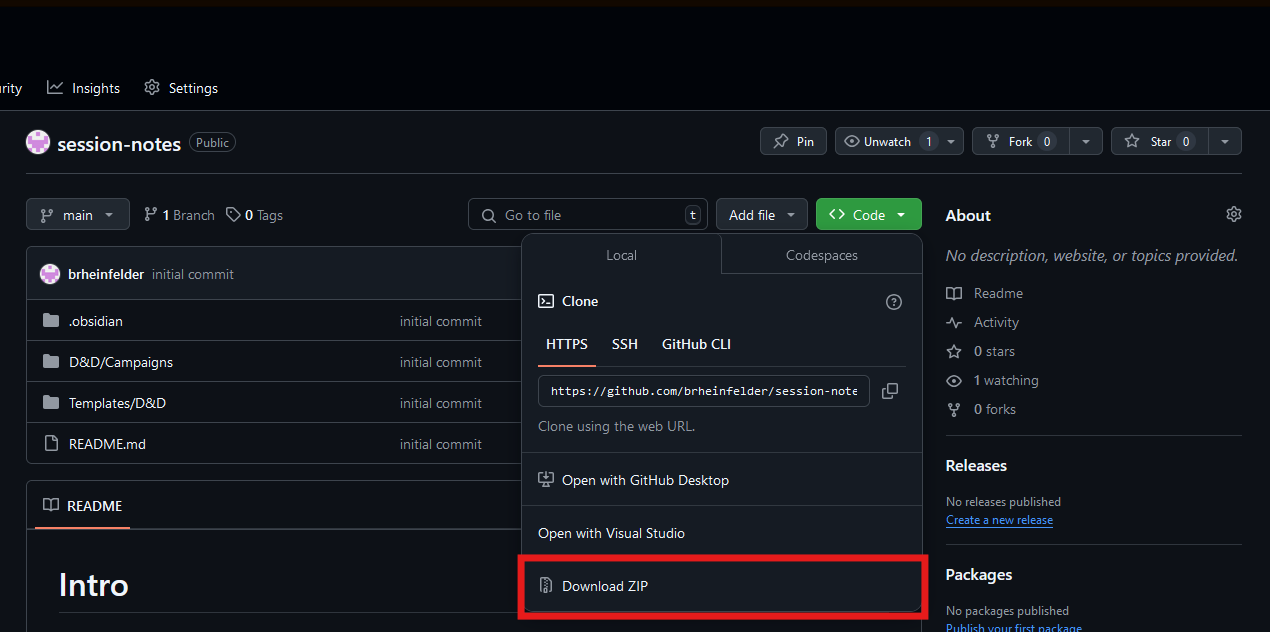 rity Insights Settings
session-notes Public
Pin Unwatch 1 Fork 0 Star 0
main 1 Branch 0 Tags Go to file t Add file Code
brheinfelder initial commit
.obsidian initial commit
D&D/Campaigns initial commit
Templates/D&D initial commit
README.md initial commit
README
Intro
Local Codespaces
Clone
HTTPS SSH GitHub CLI
https://github.com/brheinfelder/session-note
Clone using the web URL.
Open with GitHub Desktop
Open with Visual Studio
Download ZIP
About
No description, website, or topics provided.
Readme
Activity
0 stars
1 watching
0 forks
Releases
No releases published
Create a new release
Packages
No packages published
Publish your first package